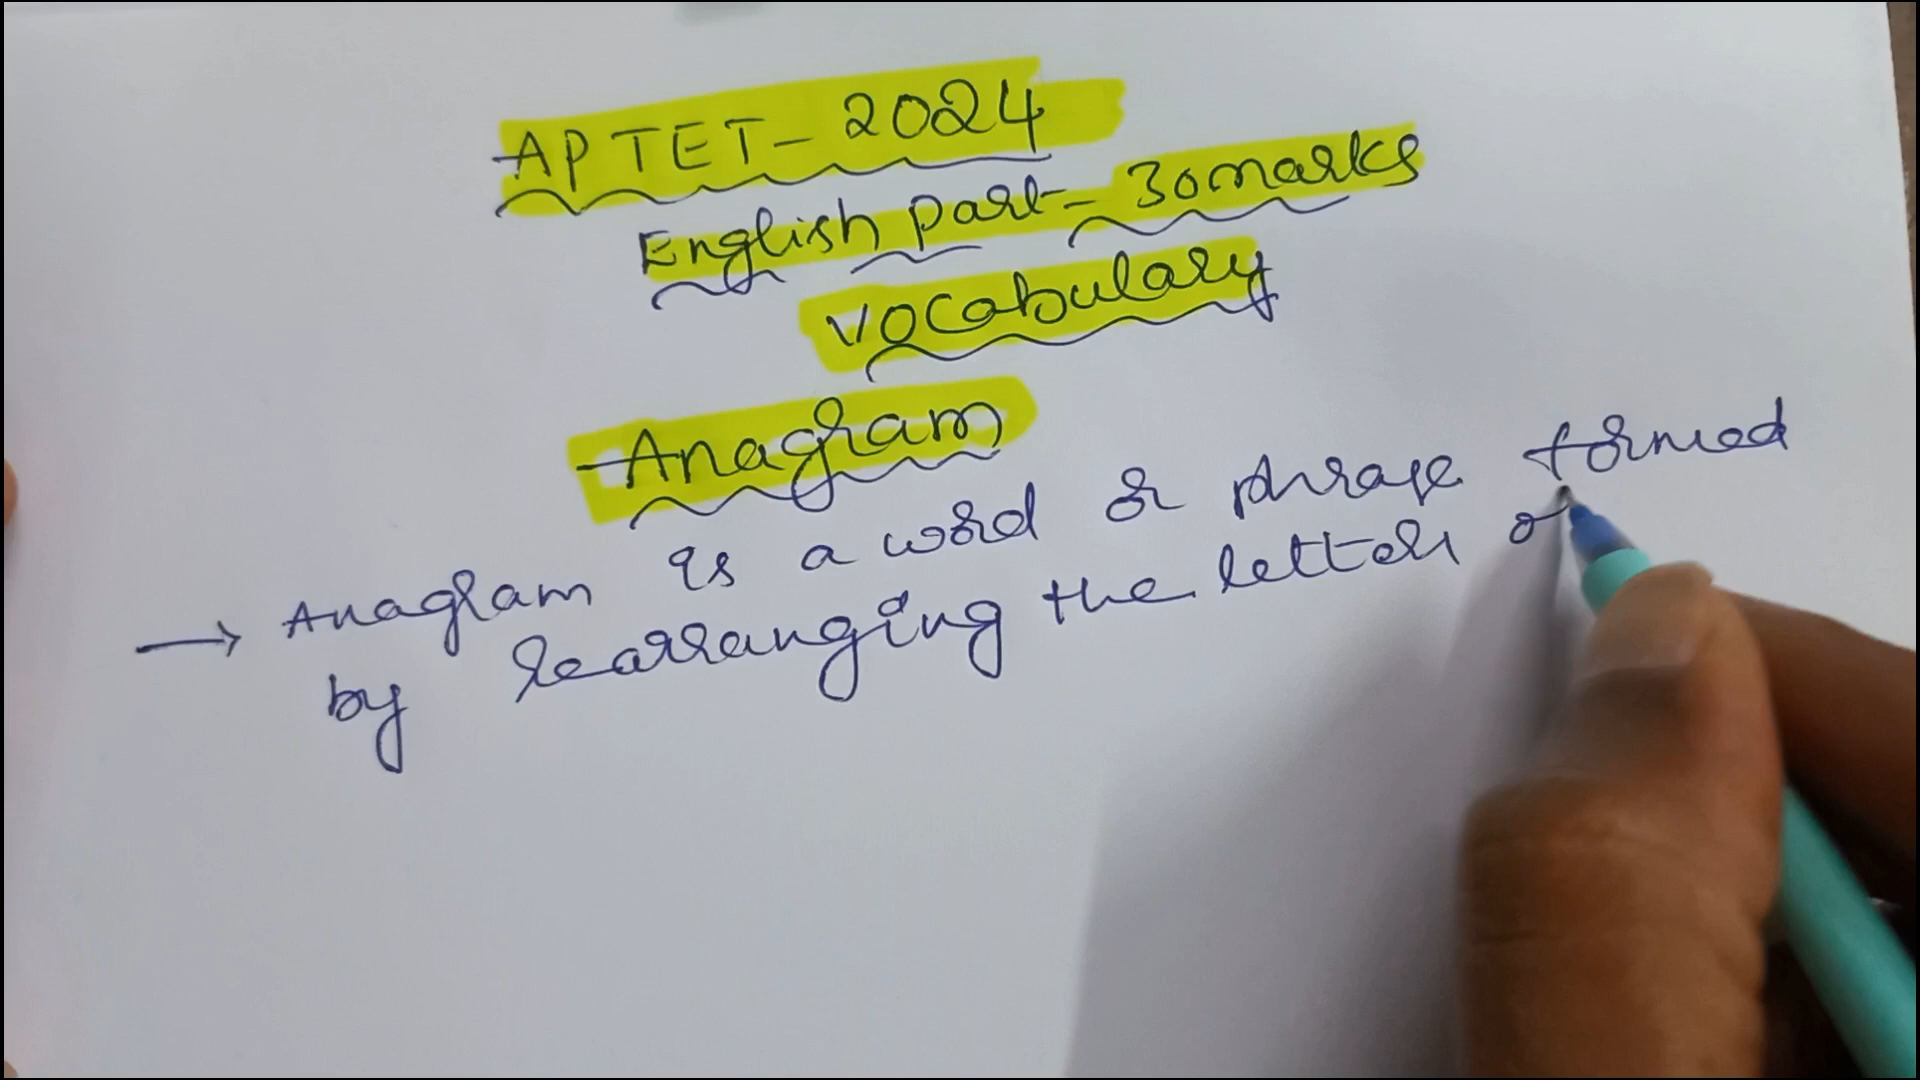 APTET-2024
English part - 30marks
Vocabulary
Anagram
→ Anagram is a word or phrase formed
by rearranging the letters o